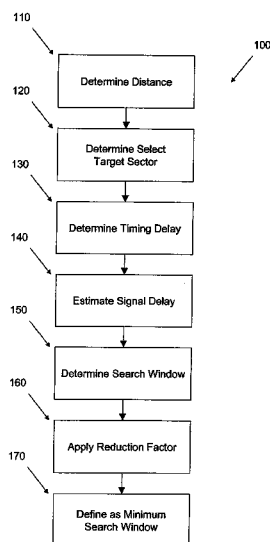 110
100
Determine Distance
120
Determine Select
Target Sector
130
Determine Timing Delay
140
Estimate Signal Delay
150
Determine Search Window
160
Apply Reduction Factor
170
Define as Minimum
Search Window